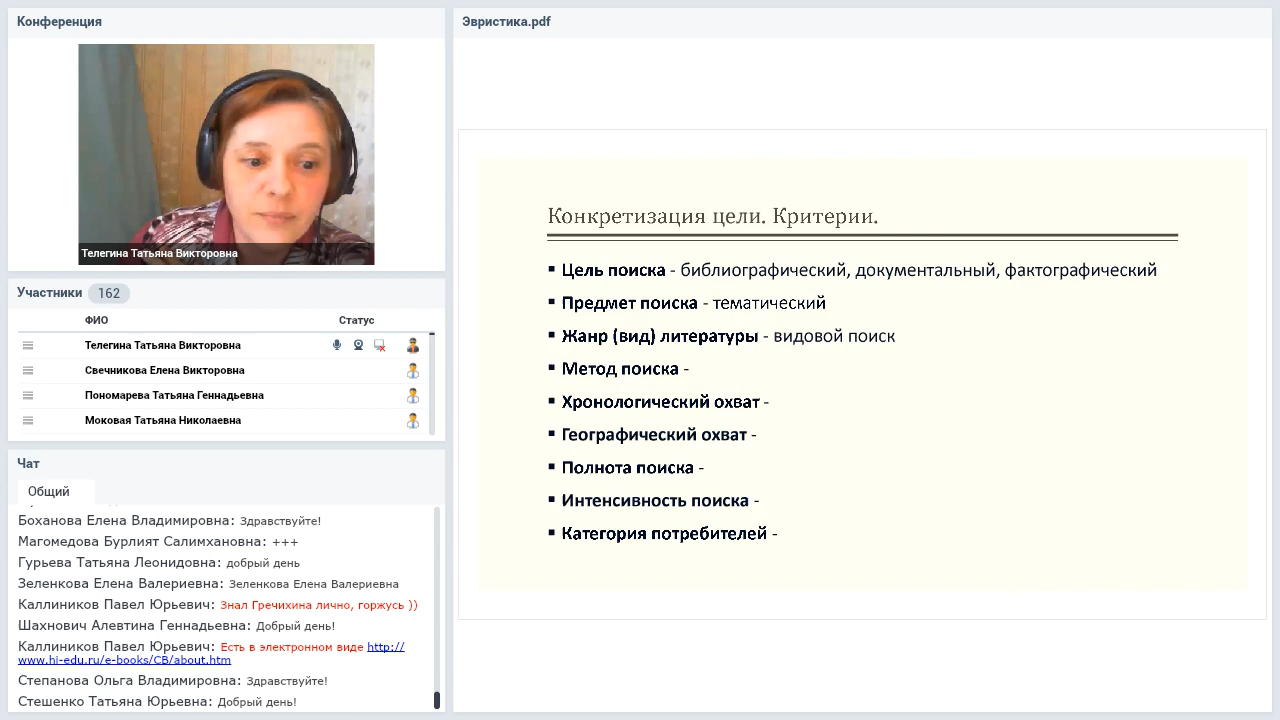 Конференция
Телегина Татьяна Викторовна
Участники 162
ФИО Статус
Телегина Татьяна Викторовна
Свечникова Елена Викторовна
Пономарева Татьяна Геннадьевна
Моковая Татьяна Николаевна
Чат
Общий
Боханова Елена Владимировна: Здравствуйте!
Магомедова Бурлият Салимхановна: +++
Гурьева Татьяна Леонидовна: добрый день
Зеленкова Елена Валериевна: Зеленкова Елена Валериевна
Каллиников Павел Юрьевич: Знал Гречихина лично, горжусь ))
Шахнович Алевтина Геннадьевна: Добрый день!
Каллиников Павел Юрьевич: Есть в электронном виде http://
www.hi-edu.ru/e-books/CB/about.htm
Степанова Ольга Владимировна: Здравствуйте!
Стешенко Татьяна Юрьевна: Добрый день!
Эвристика.pdf
Конкретизация цели. Критерии.
▪ Цель поиска - библиографический, документальный, фактографический
▪ Предмет поиска - тематический
▪ Жанр (вид) литературы - видовой поиск
▪ Метод поиска -
▪ Хронологический охват -
▪ Географический охват -
▪ Полнота поиска -
▪ Интенсивность поиска -
▪ Категория потребителей -